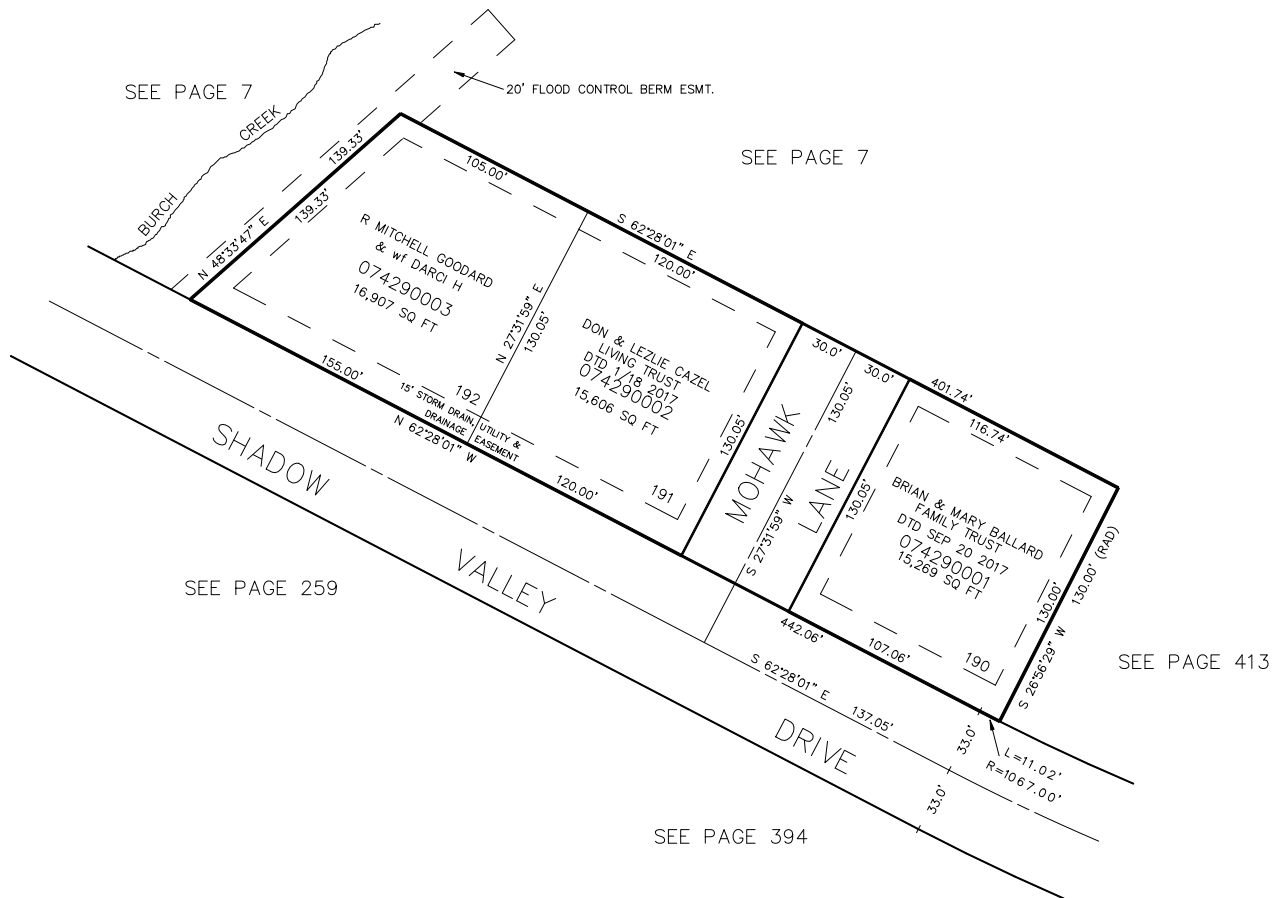 SEE PAGE 7
BURCH
CREEK
20' FLOOD CONTROL BERM ESMT.
SEE PAGE 7
N 48°33'47" E
139.33'
139.33'
105.00'
S 62°28'01" E
120.00'
R MITCHELL GOODARD
& wf DARCI H
074290003
16,907 SQ FT
N 27°31'59" E
130.05'
155.00'
192
15' STORM DRAIN, UTILITY &
DRAINAGE EASEMENT
N 62°28'01" W
DON & LEZLIE CAZEL
LIVING TRUST
DTD 1/18 2017
074290002
15,606 SQ FT
120.00'
191
130.05'
30.0'
30.0'
MOHAWK
LANE
130.05'
S 27°31'59" W
130.05'
401.74'
116.74'
BRIAN & MARY BALLARD
FAMILY TRUST
DTD SEP 20 2017
074290001
15,269 SQ FT
130.00'
S 26°56'29" W 130.00' (RAD)
190
107.06'
442.06'
SEE PAGE 413
SHADOW
VALLEY
DRIVE
S 62°28'01" E 137.05'
33.0'
33.0'
L=11.02'
R=1067.00'
SEE PAGE 259
SEE PAGE 394